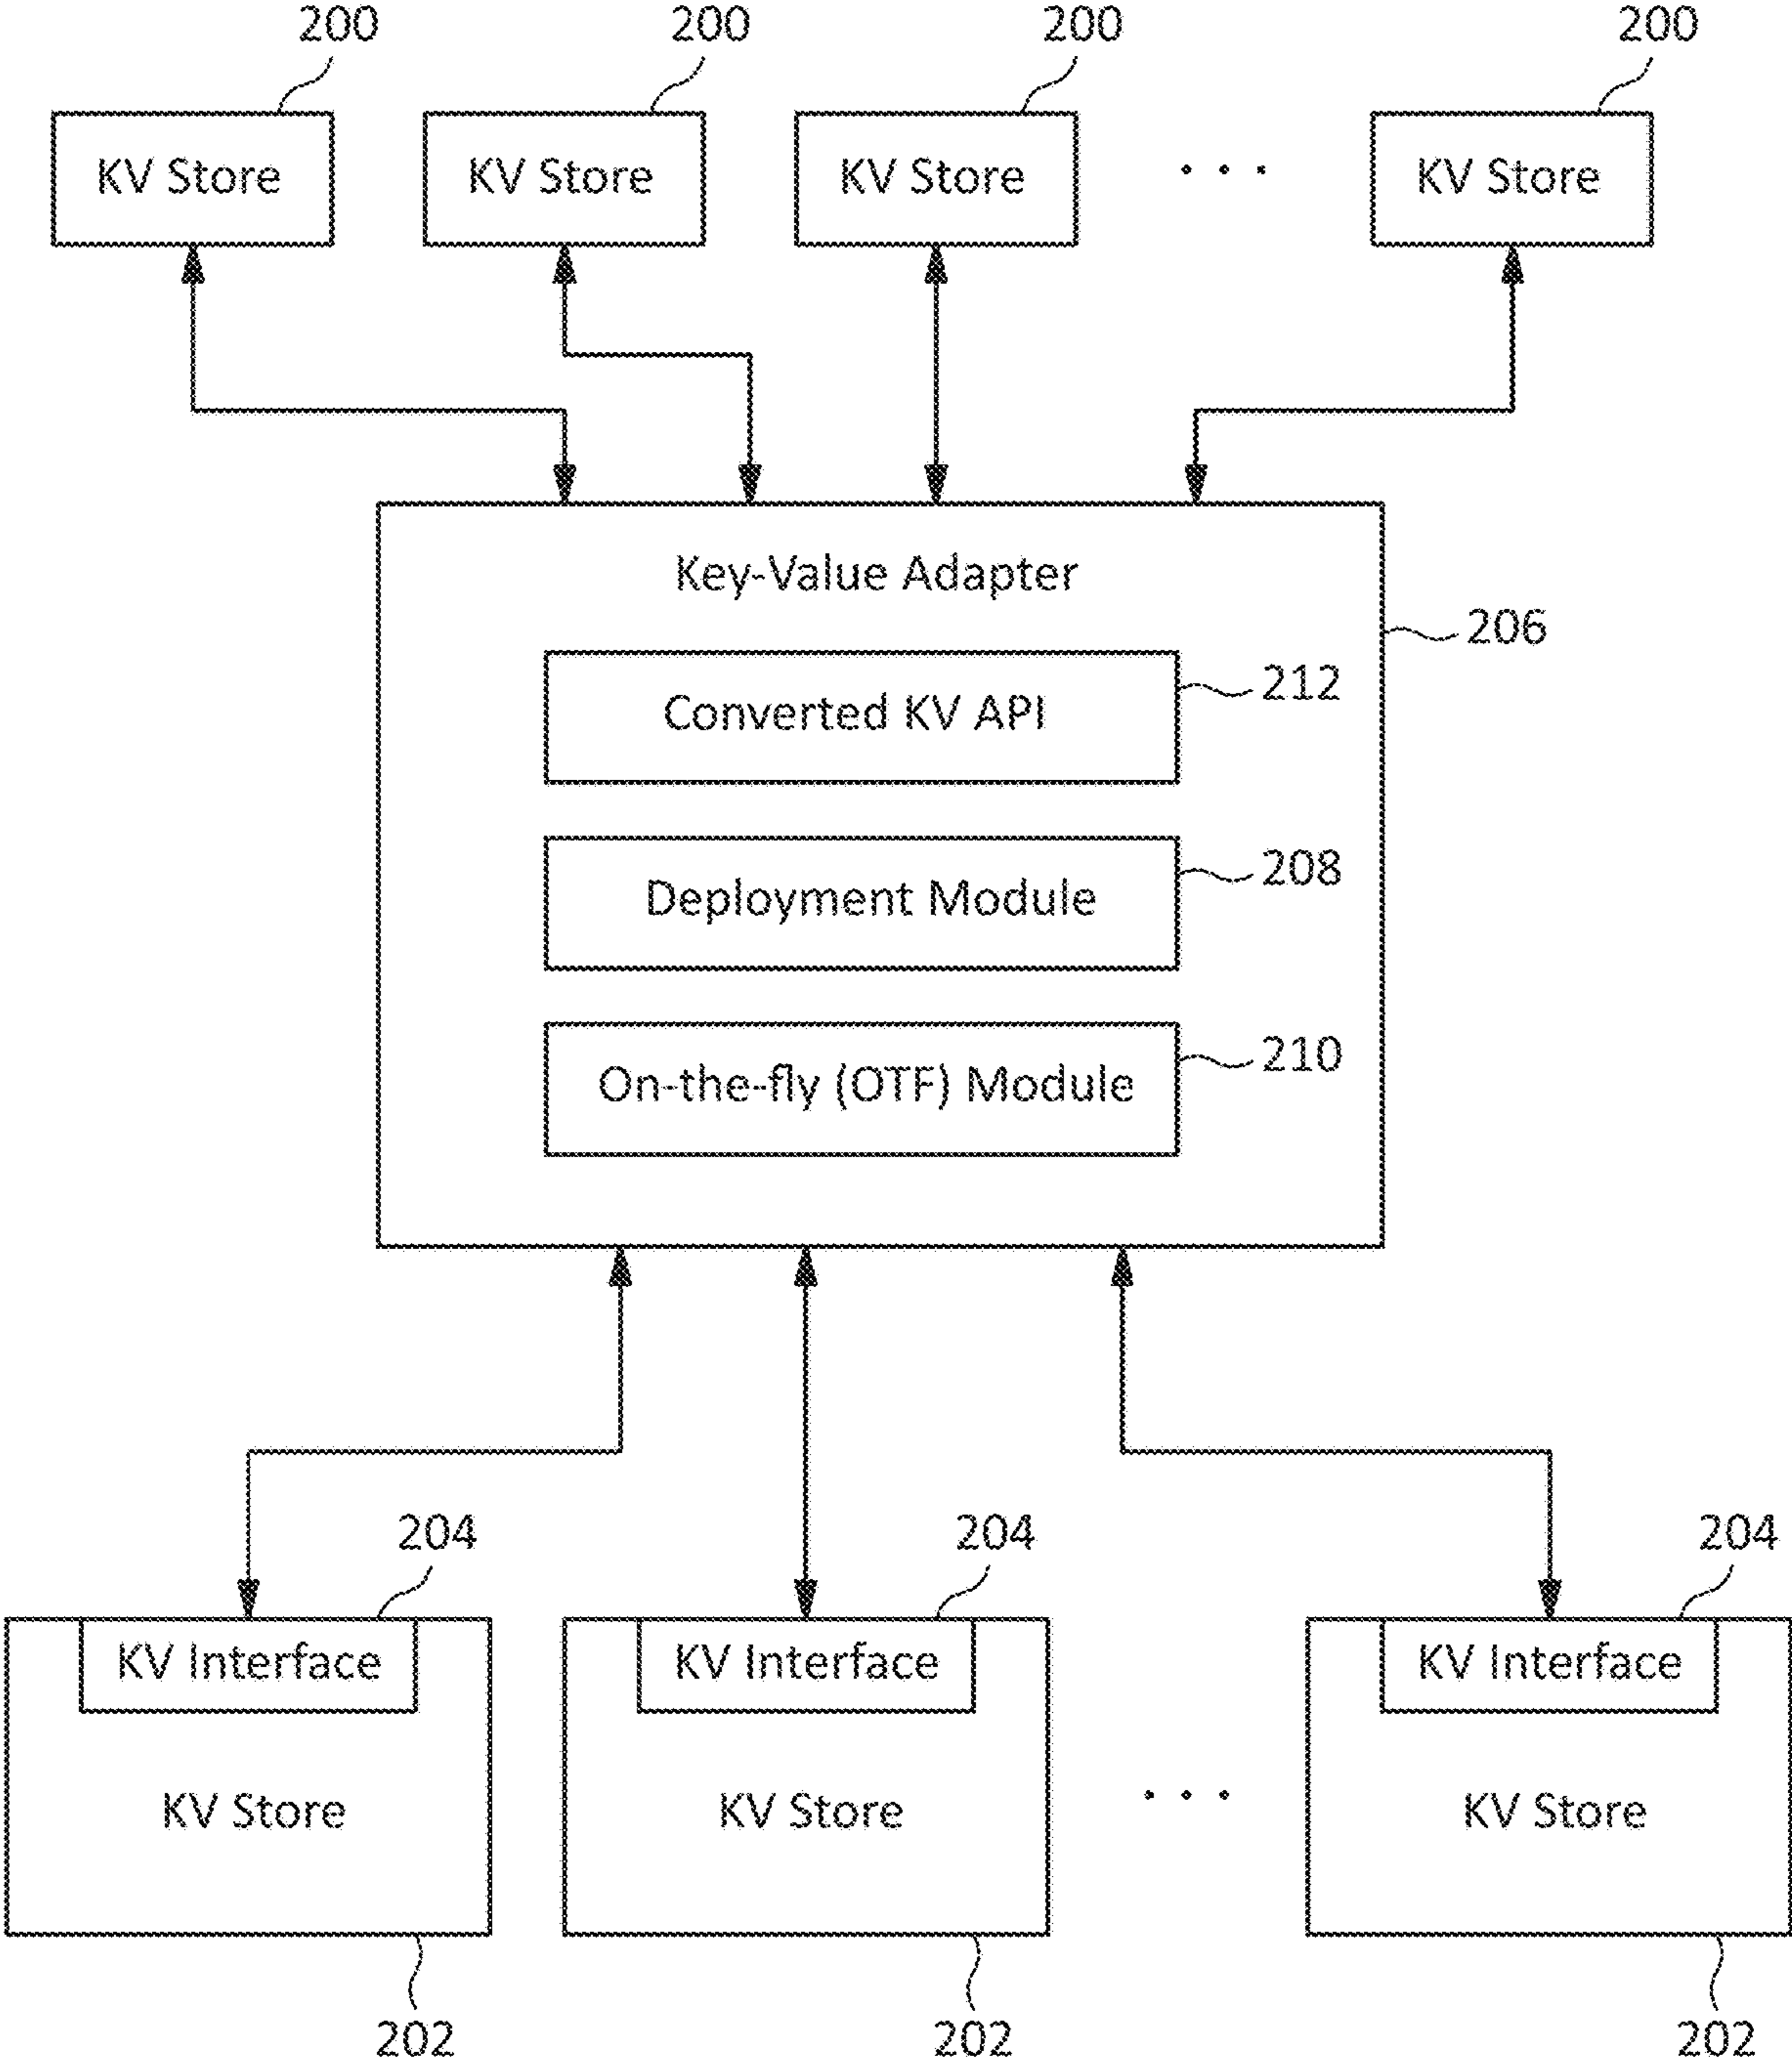 200 200 200 200
KV Store KV Store KV Store . . . KV Store
Key-Value Adapter
206
212
Converted KV API
208
Deployment Module
210
On-the-fly (OTF) Module
204 204 204
KV Interface KV Interface KV Interface
KV Store KV Store . . . KV Store
202 202 202